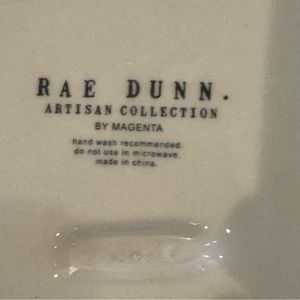 RAE DUNN.
ARTISAN COLLECTION
BY MAGENTA
hand wash recommended.
do not use in microwave.
made in china.